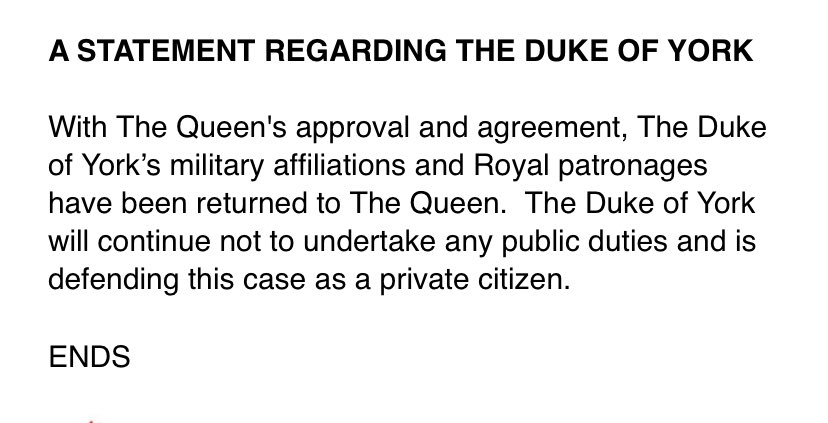 A STATEMENT REGARDING THE DUKE OF YORK
With The Queen's approval and agreement, The Duke
of York’s military affiliations and Royal patronages
have been returned to The Queen.  The Duke of York
will continue not to undertake any public duties and is
defending this case as a private citizen.
ENDS